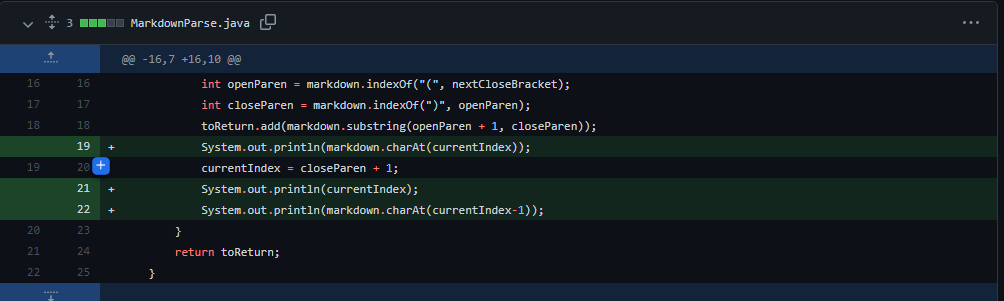 3 MarkdownParse.java
@@ -16,7 +16,10 @@
16 16 int openParen = markdown.indexOf("(", nextCloseBracket);
17 17 int closeParen = markdown.indexOf(")", openParen);
18 18 toReturn.add(markdown.substring(openParen + 1, closeParen));
19 + System.out.println(markdown.charAt(currentIndex));
19 20 + currentIndex = closeParen + 1;
21 + System.out.println(currentIndex);
22 + System.out.println(markdown.charAt(currentIndex-1));
20 23 }
21 24 return toReturn;
22 25 }